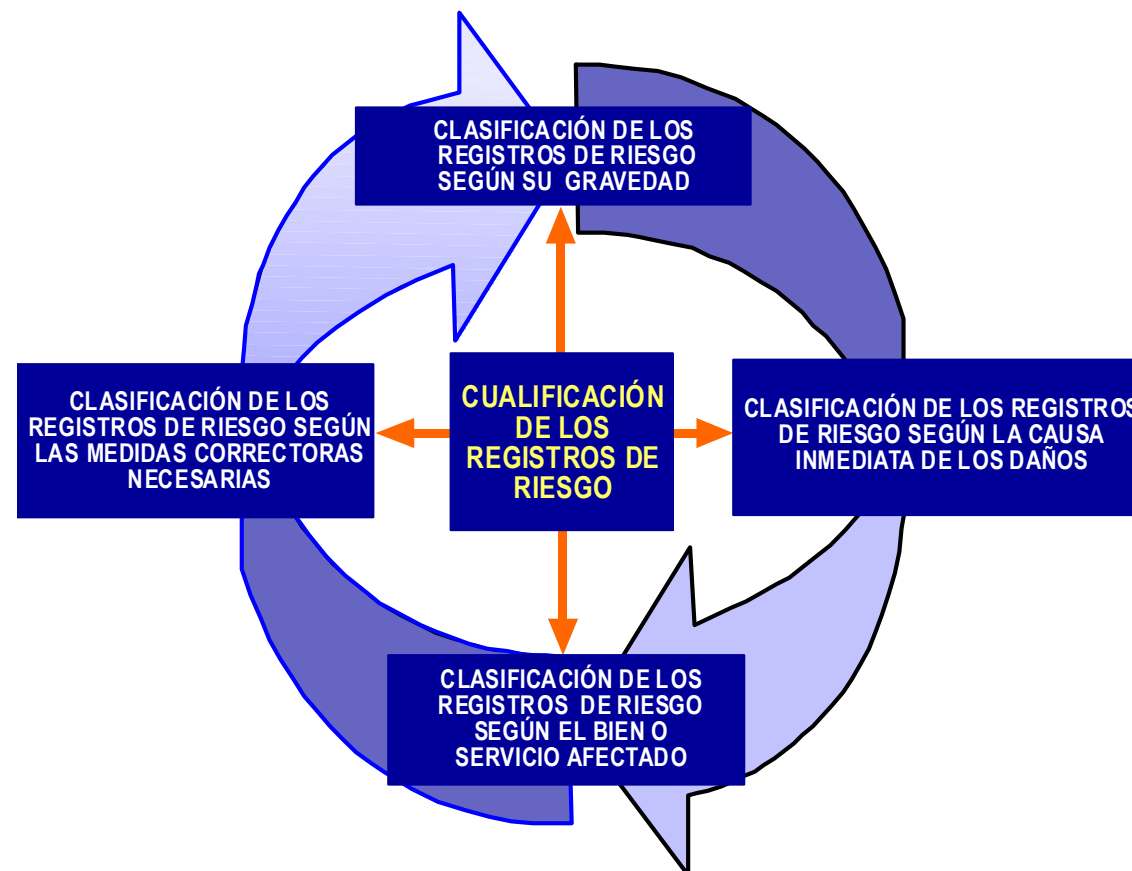 CLASIFICACIÓN DE LOS
REGISTROS DE RIESGO
SEGÚN SU GRAVEDAD
CLASIFICACIÓN DE LOS
REGISTROS DE RIESGO SEGÚN
LAS MEDIDAS CORRECTORAS
NECESARIAS
CUALIFICACIÓN
DE LOS
REGISTROS DE
RIESGO
CLASIFICACIÓN DE LOS REGISTROS
DE RIESGO SEGÚN LA CAUSA
INMEDIATA DE LOS DAÑOS
CLASIFICACIÓN DE LOS
REGISTROS DE RIESGO
SEGÚN EL BIEN O
SERVICIO AFECTADO